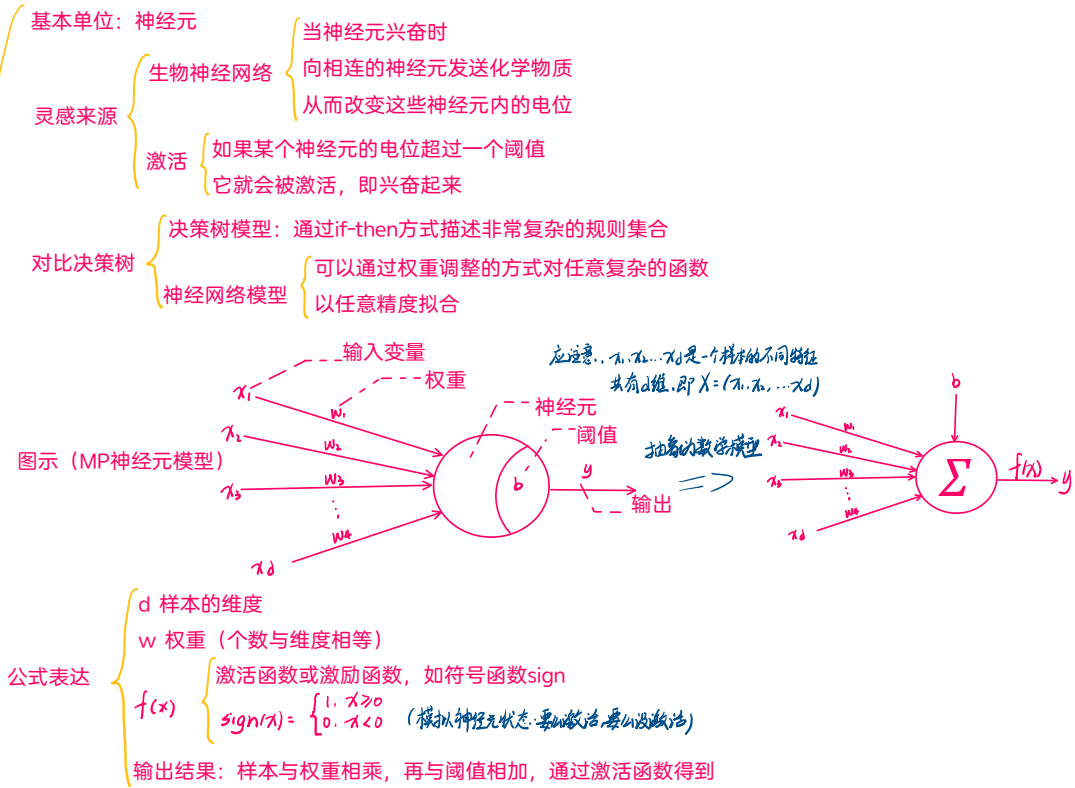 基本单位：神经元
灵感来源
生物神经网络
当神经元兴奋时
向相连的神经元发送化学物质
从而改变这些神经元内的电位
激活
如果某个神经元的电位超过一个阈值
它就会被激活，即兴奋起来
对比决策树
决策树模型：通过if-then方式描述非常复杂的规则集合
神经网络模型
可以通过权重调整的方式对任意复杂的函数
以任意精度拟合
图示（MP神经元模型）
输入变量
权重
x₁
w₁
x₂
w₂
x₃
w₃
⋮
w₄
xd
神经元
阈值
b
y
输出
应注意，x₁、x₂…xd是一个样本的不同特征
共有d维，即X=(x₁,x₂,…xd)
抽象的数学模型
=>
b
x₁
w₁
x₂
w₂
x₃
w₃
⋮
w₄
xd
Σ
f(x)
y
公式表达
d 样本的维度
w 权重（个数与维度相等）
f(x)
激活函数或激励函数，如符号函数sign
sign(x)= { 1, x≥0
0, x<0 （模拟神经元状态：要么激活，要么没激活）
输出结果：样本与权重相乘，再与阈值相加，通过激活函数得到